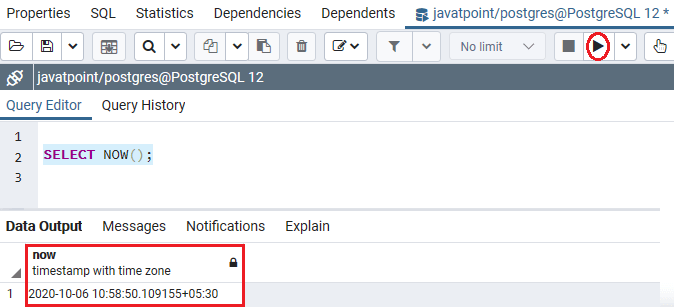 Properties SQL Statistics Dependencies Dependents javatpoint/postgres@PostgreSQL 12 *
No limit
javatpoint/postgres@PostgreSQL 12
Query Editor Query History
1
2 SELECT NOW();
3
Data Output Messages Notifications Explain
now
timestamp with time zone
1 2020-10-06 10:58:50.109155+05:30